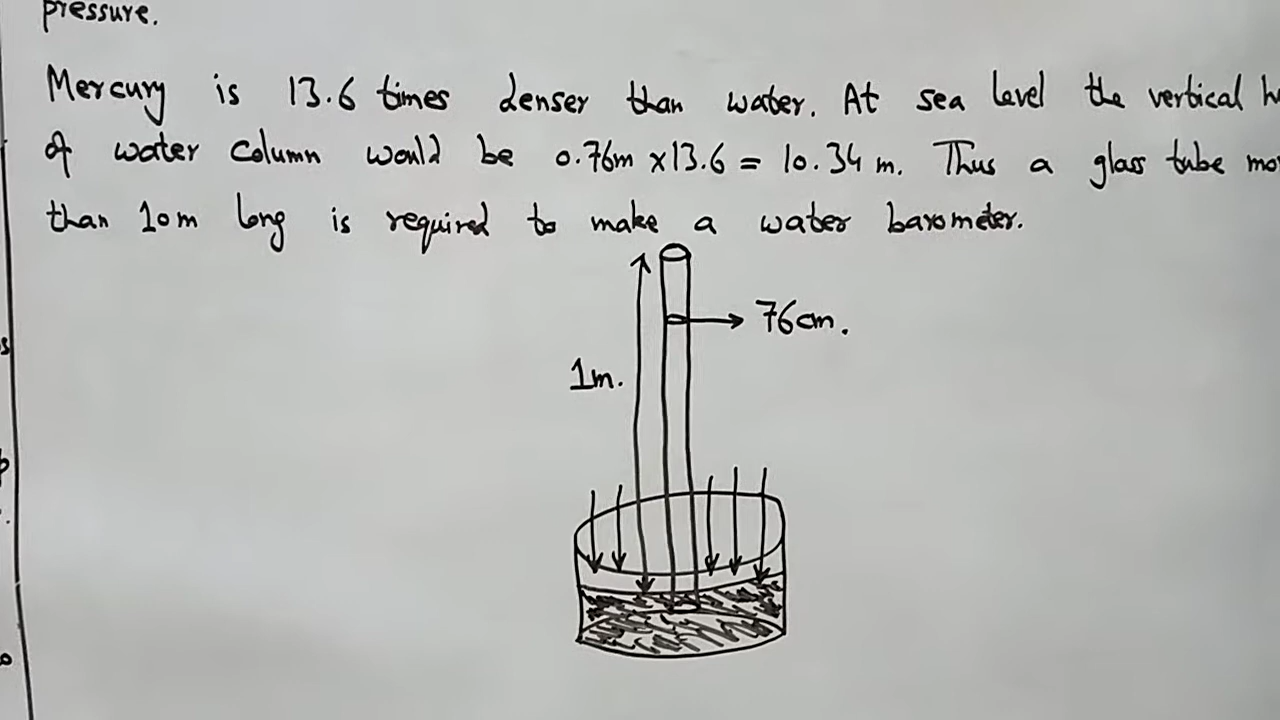 pressure.
Mercury is 13.6 times denser than water. At sea level the vertical
of water column would be 0.76m x 13.6 = 10.34 m. Thus a glass tube
than 10m long is required to make a water barometer.
76cm.
1m.